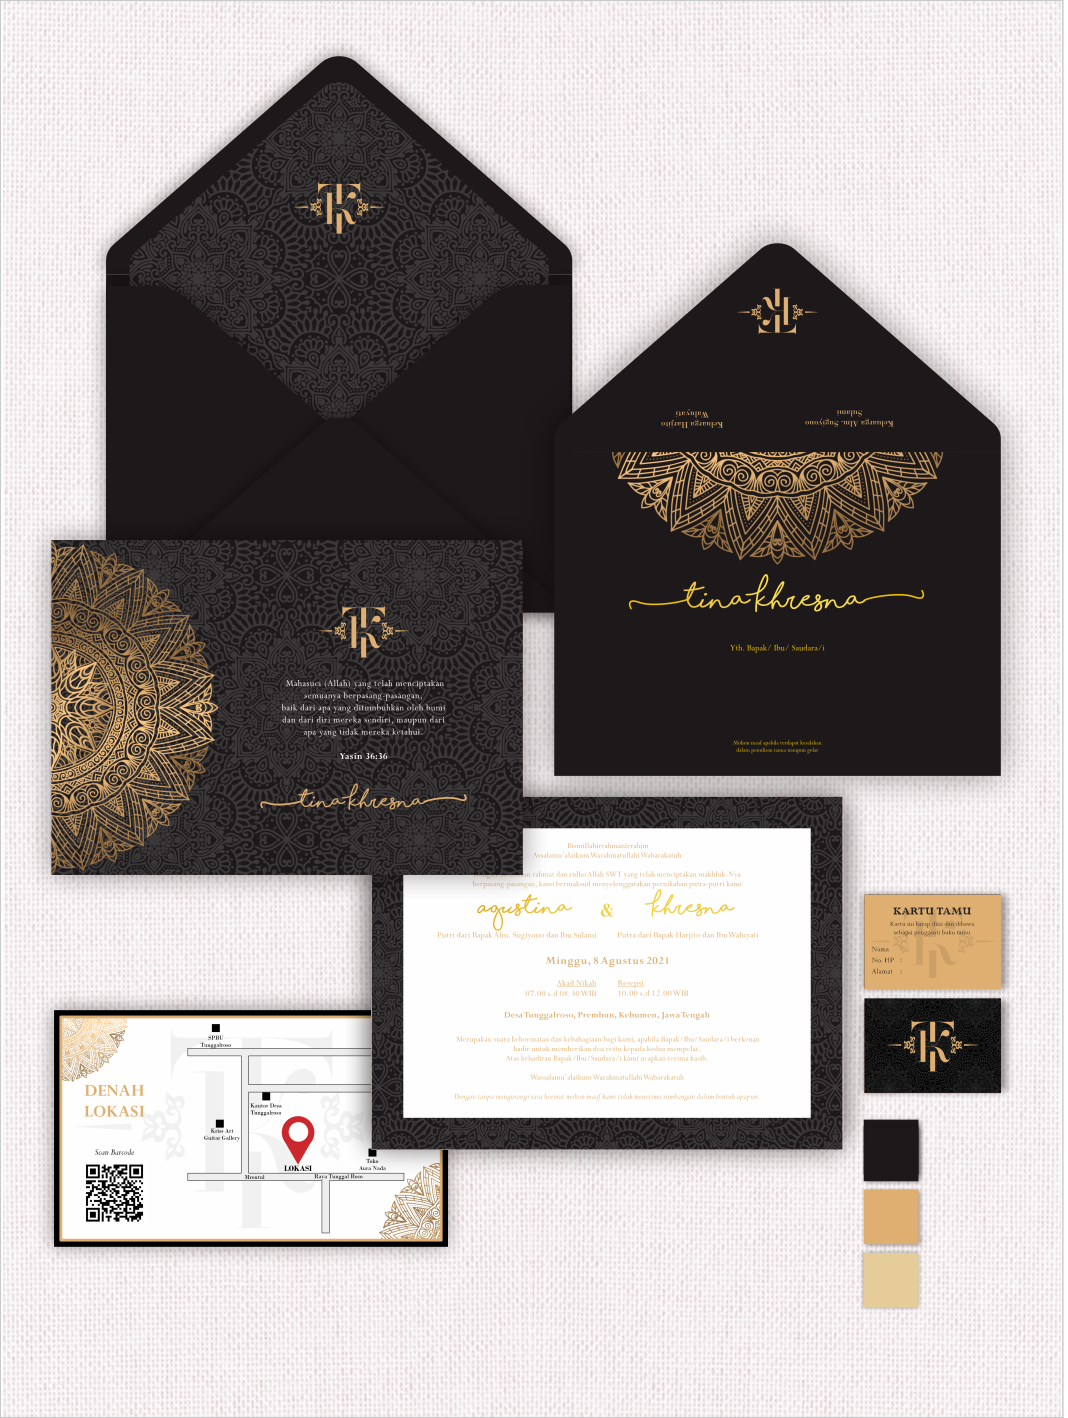 TKR
TKR
Keluarga Harjito
Waluyati
Keluarga Alm. Sugiyono
Sulami
tinakhresna
Yth. Bapak/ Ibu/ Saudara/i
Mohon maaf apabila terdapat kesalahan
dalam penulisan nama maupun gelar
TKR
Mahasuci (Allah) yang telah menciptakan
semuanya berpasang-pasangan,
baik dari apa yang ditumbuhkan oleh bumi
dan dari diri mereka sendiri, maupun dari
apa yang tidak mereka ketahui.
Yasin 36:36
tinakhresna
Bismillahirrahmanirrahim
Assalamu'alaikum Warahmatullahi Wabarakatuh
rahmat dan ridho Allah SWT yang telah menciptakan makhluk-Nya
berpasang-pasangan, kami bermaksud menyelenggarakan pernikahan putra-putri kami
agustina & khresna
Putri dari Bapak Alm. Sugiyono dan Ibu Sulami
Putra dari Bapak Harjito dan Ibu Waluyati
Minggu, 8 Agustus 2021
Akad Nikah
07.00 s.d 08.30 WIB
Resepsi
10.00 s.d 12.00 WIB
Desa Tunggalroso, Prembun, Kebumen, Jawa Tengah
Merupakan suatu kehormatan dan kebahagiaan bagi kami, apabila Bapak/Ibu/Saudara/i berkenan
hadir untuk memberikan doa restu kepada kedua mempelai.
Atas kehadiran Bapak/Ibu/Saudara/i kami ucapkan terima kasih.
Wassalamu'alaikum Warahmatullahi Wabarakatuh
Dengan tanpa mengurangi rasa hormat mohon maaf kami tidak menerima sumbangan dalam bentuk apapun.
KARTU TAMU
Kartu ini harap diisi dan dibawa
sebagai pengganti buku tamu
Nama :
No. HP :
Alamat :
TKR
DENAH
LOKASI
Scan Barcode
SPBU
Tunggalroso
Kantor Desa
Tunggalroso
Kriss Art
Guitar Gallery
LOKASI
Toko
Aura Nada
Mrentul
Raya Tunggal Roso